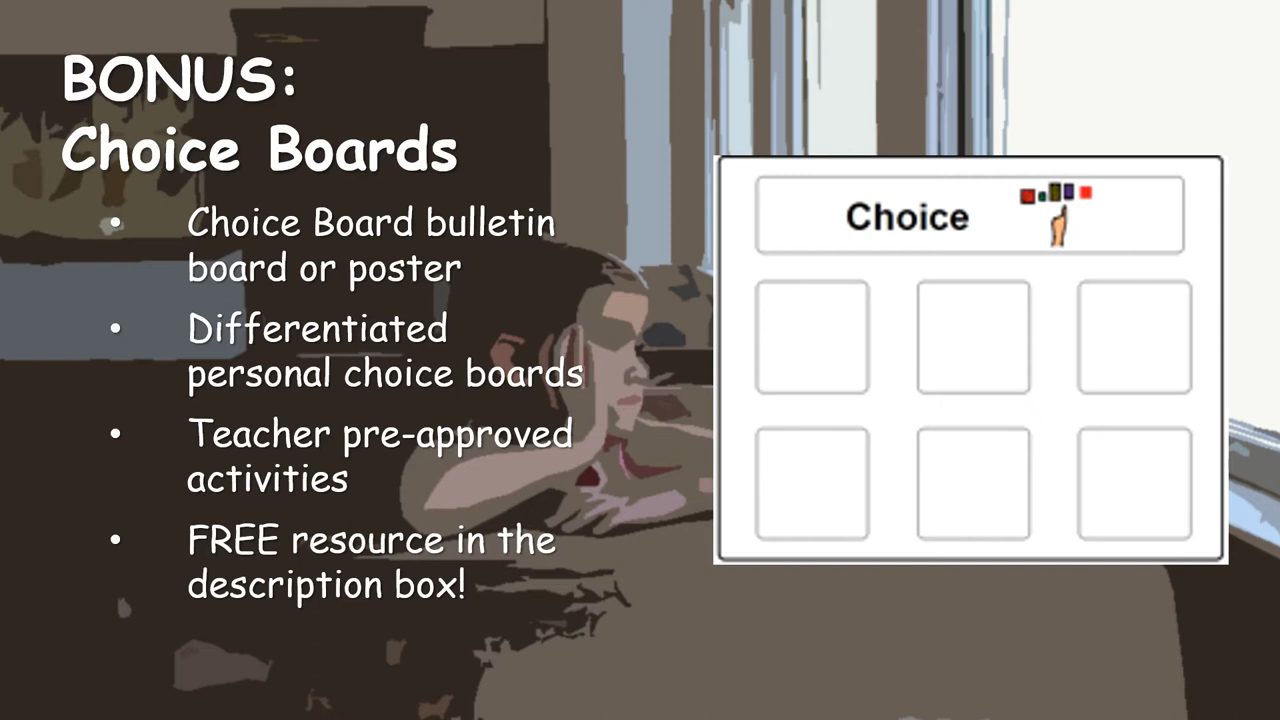 BONUS:
Choice Boards
• Choice Board bulletin
board or poster
• Differentiated
personal choice boards
• Teacher pre-approved
activities
• FREE resource in the
description box!
Choice